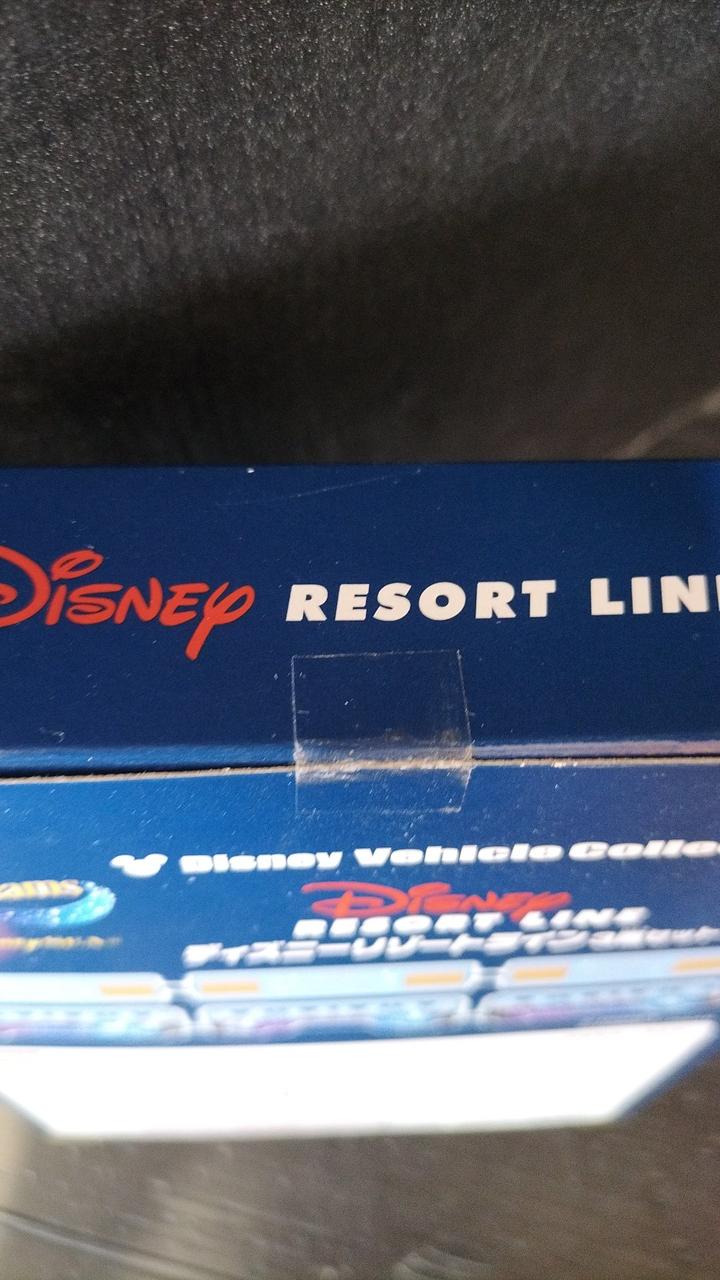 Disney RESORT LIN
Disney Vehicle Colle
Disney
RESORT LINE
ディズニーリゾートライン